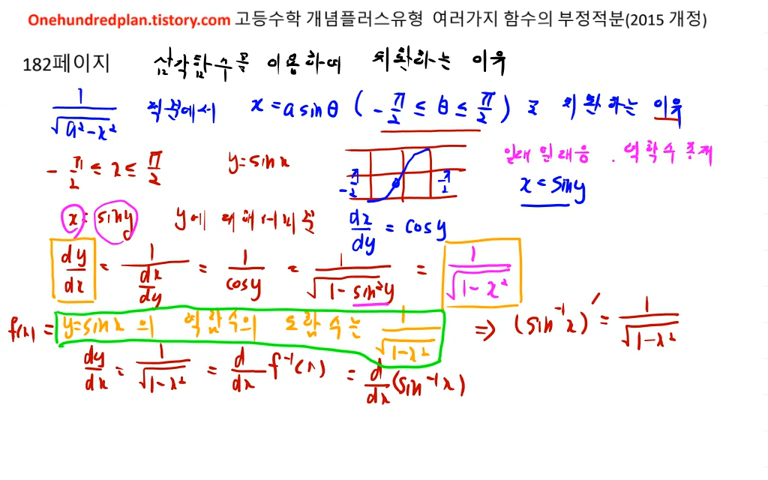 Onehundredplan.tistory.com 고등수학 개념플러스유형 여러가지 함수의 부정적분(2015 개정)
182페이지 삼각함수를 이용하여 치환하는 이유
1/√(a²-x²) 적분에서 x = a sinθ ( -π/2 ≤ θ ≤ π/2 ) 로 치환하는 이유
-π/2 ≤ x ≤ π/2 y = sin x -π/2 π/2 일대일대응. 역함수 존재
x = sin y
x = sin y y에 대해서 미분 dx/dy = cos y
dy/dx = 1/(dx/dy) = 1/cos y = 1/√(1-sin²y) = 1/√(1-x²)
f(x) = y = sin x 의 역함수의 도함수는 1/√(1-x²) ⇒ (sin⁻¹x)′ = 1/√(1-x²)
dy/dx = 1/√(1-x²) = d/dx f⁻¹(x) = d/dx (sin⁻¹x)